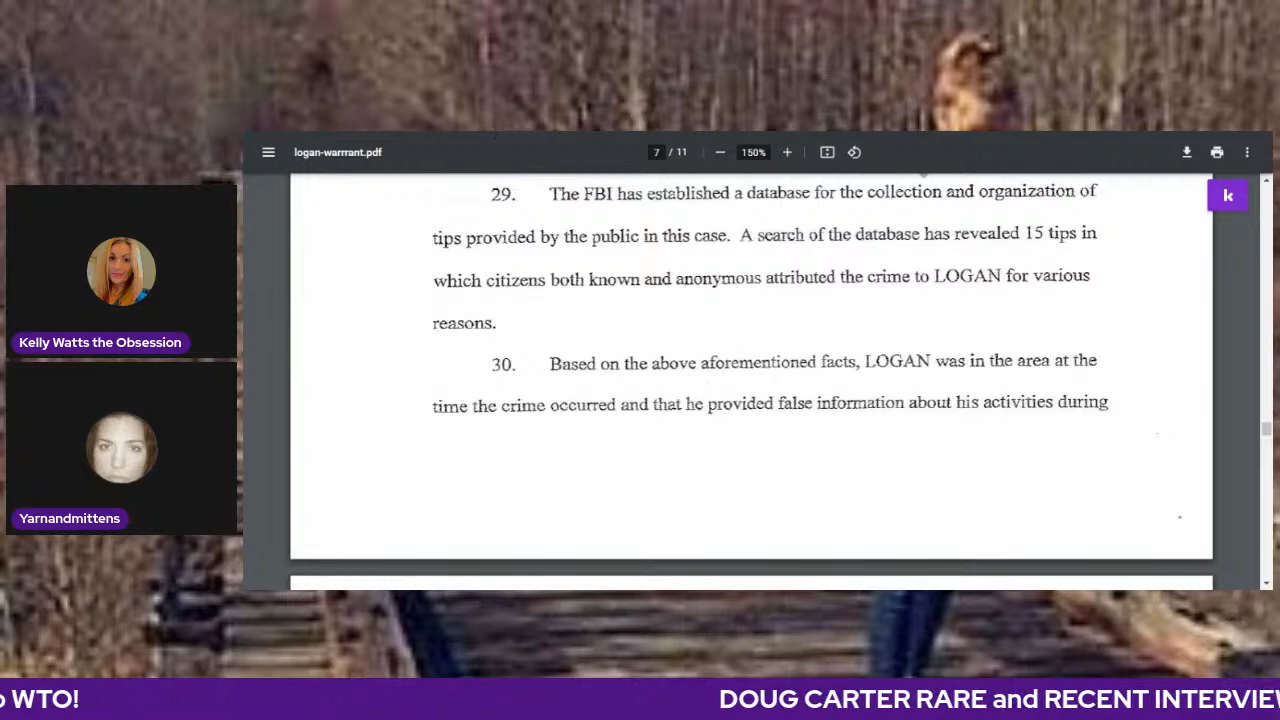 logan-warrrant.pdf
7 / 11
150%
k
29. The FBI has established a database for the collection and organization of
tips provided by the public in this case. A search of the database has revealed 15 tips in
which citizens both known and anonymous attributed the crime to LOGAN for various
reasons.
30. Based on the above aforementioned facts, LOGAN was in the area at the
time the crime occurred and that he provided false information about his activities during
Kelly Watts the Obsession
Yarnandmittens
WTO!
DOUG CARTER RARE and RECENT